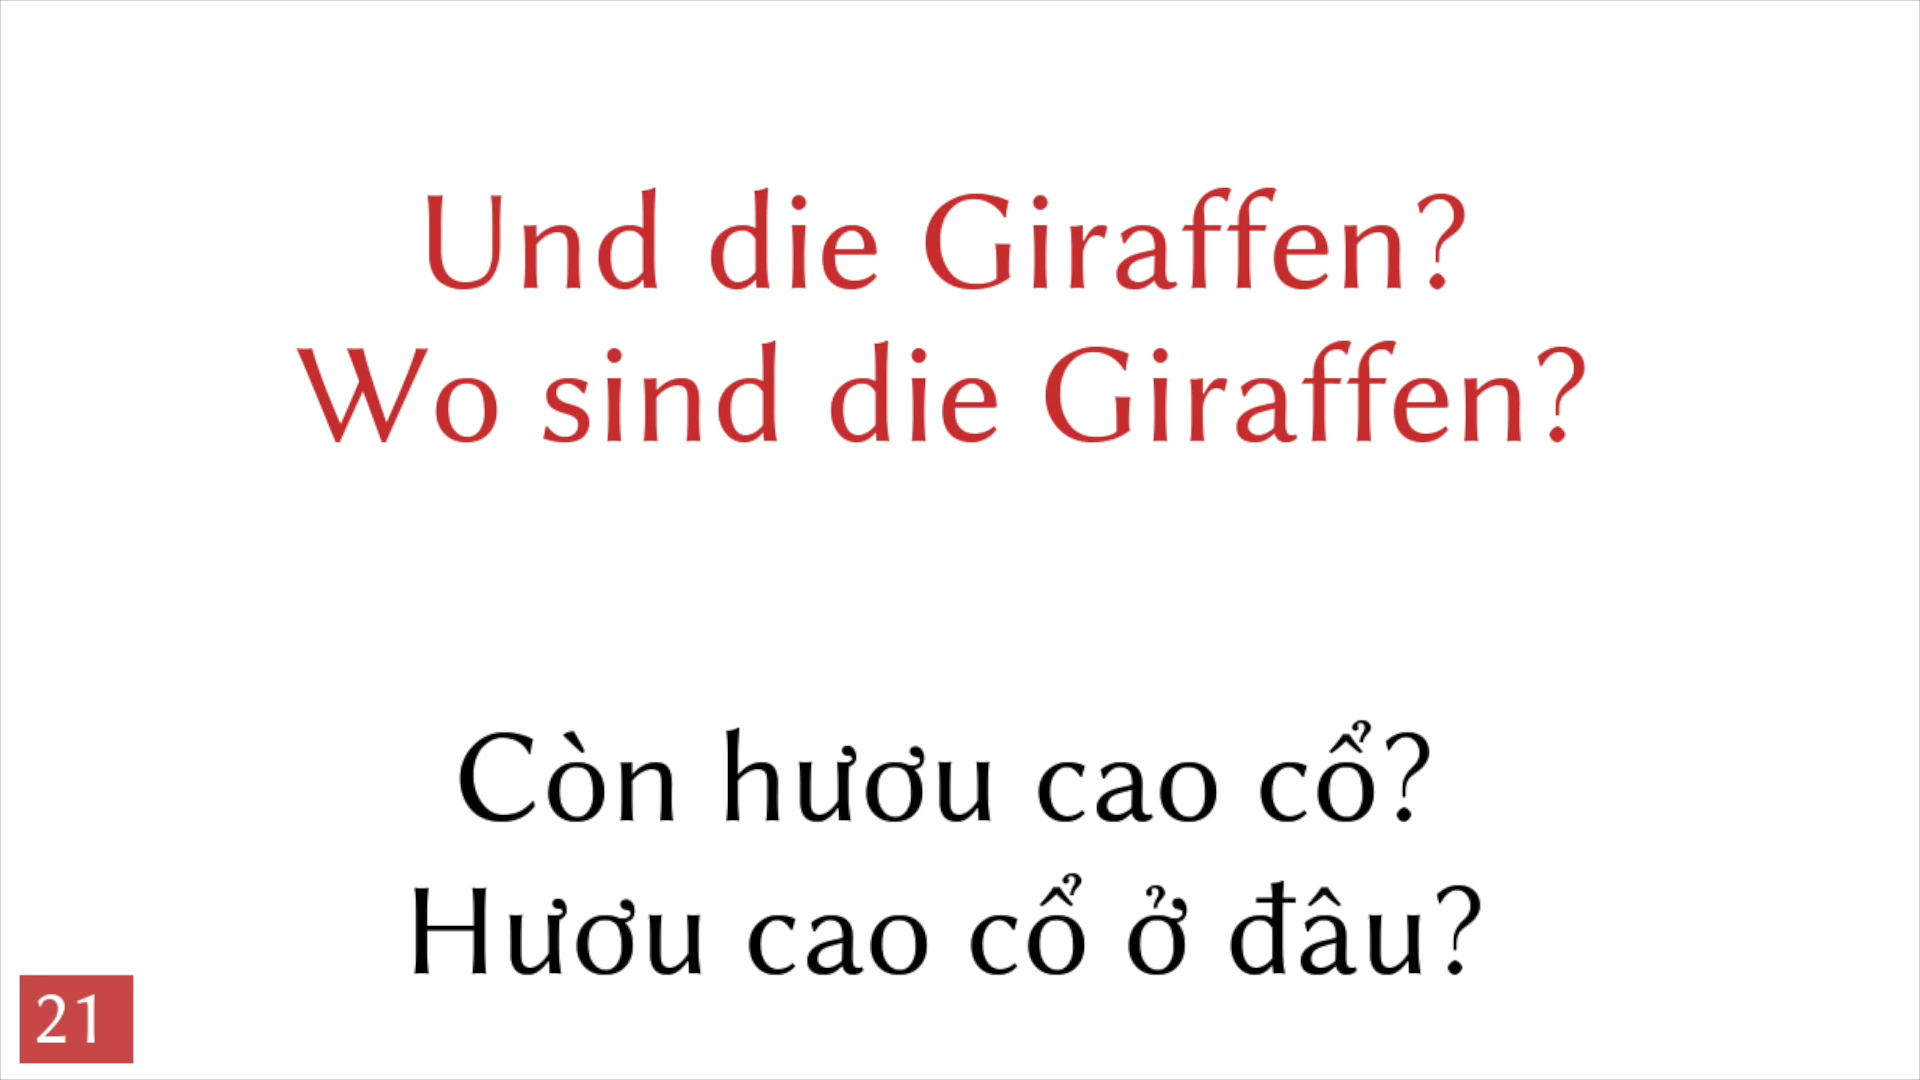 Und die Giraffen?
Wo sind die Giraffen?
Còn hươu cao cổ?
Hươu cao cổ ở đâu?
21